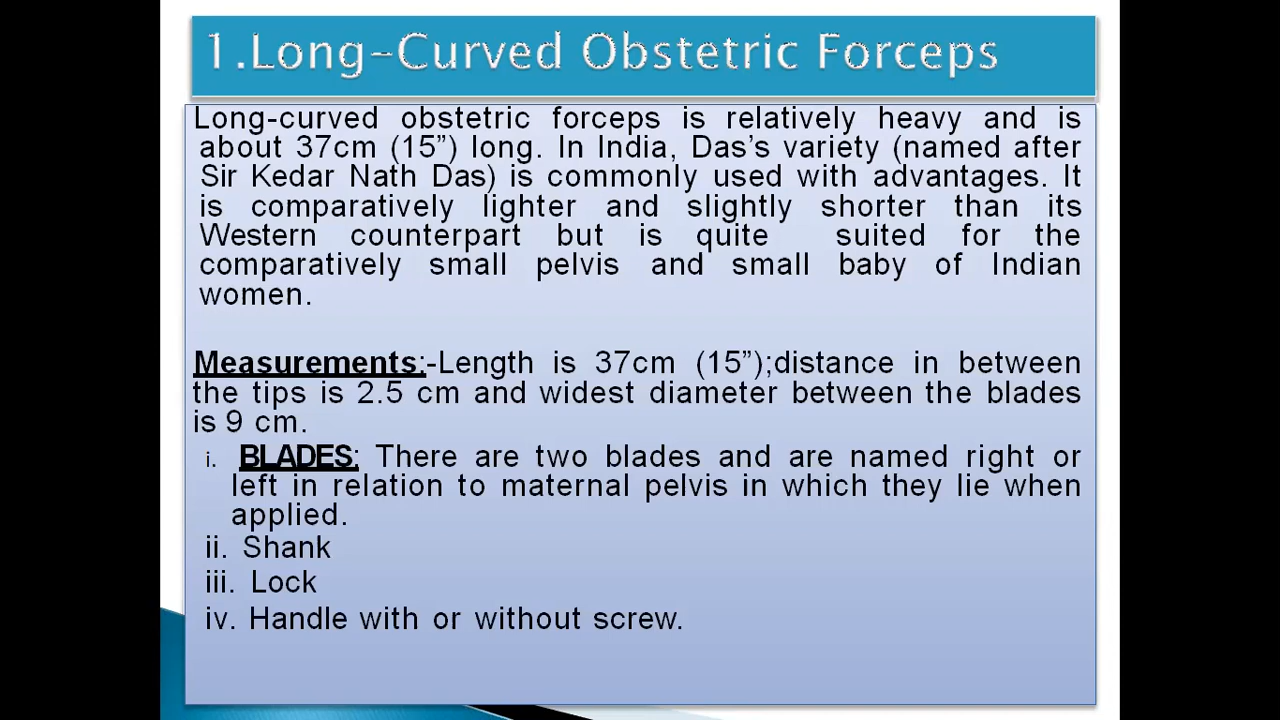 1.Long-Curved Obstetric Forceps
Long-curved obstetric forceps is relatively heavy and is
about 37cm (15”) long. In India, Das’s variety (named after
Sir Kedar Nath Das) is commonly used with advantages. It
is comparatively lighter and slightly shorter than its
Western counterpart but is quite suited for the
comparatively small pelvis and small baby of Indian
women.
Measurements:-Length is 37cm (15”);distance in between
the tips is 2.5 cm and widest diameter between the blades
is 9 cm.
i. BLADES: There are two blades and are named right or
left in relation to maternal pelvis in which they lie when
applied.
ii. Shank
iii. Lock
iv. Handle with or without screw.